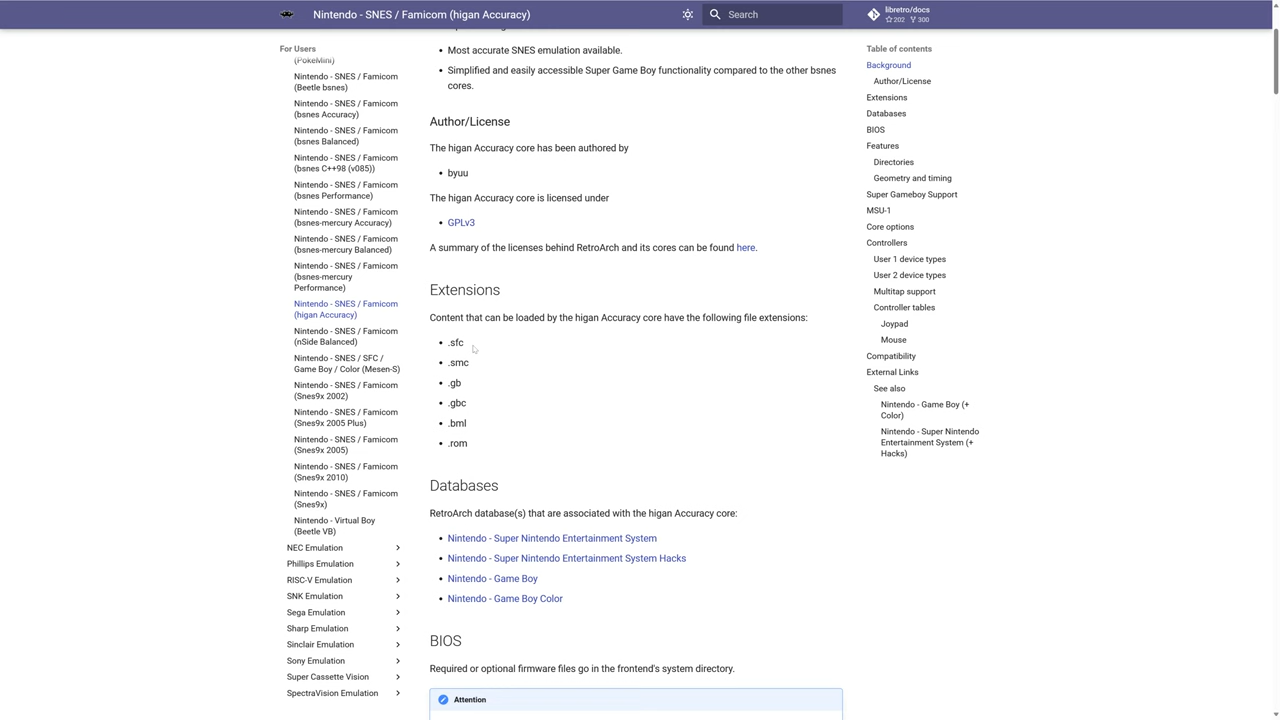 Nintendo - SNES / Famicom (higan Accuracy)
Search
libretro/docs
202 300
For Users
(PokeMini)
Nintendo - SNES / Famicom
(Beetle bsnes)
Nintendo - SNES / Famicom
(bsnes Accuracy)
Nintendo - SNES / Famicom
(bsnes Balanced)
Nintendo - SNES / Famicom
(bsnes C++98 (v085))
Nintendo - SNES / Famicom
(bsnes Performance)
Nintendo - SNES / Famicom
(bsnes-mercury Accuracy)
Nintendo - SNES / Famicom
(bsnes-mercury Balanced)
Nintendo - SNES / Famicom
(bsnes-mercury
Performance)
Nintendo - SNES / Famicom
(higan Accuracy)
Nintendo - SNES / Famicom
(nSide Balanced)
Nintendo - SNES / SFC /
Game Boy / Color (Mesen-S)
Nintendo - SNES / Famicom
(Snes9x 2002)
Nintendo - SNES / Famicom
(Snes9x 2005 Plus)
Nintendo - SNES / Famicom
(Snes9x 2005)
Nintendo - SNES / Famicom
(Snes9x 2010)
Nintendo - SNES / Famicom
(Snes9x)
Nintendo - Virtual Boy
(Beetle VB)
NEC Emulation
Phillips Emulation
RISC-V Emulation
SNK Emulation
Sega Emulation
Sharp Emulation
Sinclair Emulation
Sony Emulation
Super Cassette Vision
SpectraVision Emulation
• Most accurate SNES emulation available.
• Simplified and easily accessible Super Game Boy functionality compared to the other bsnes
cores.
Author/License
The higan Accuracy core has been authored by
• byuu
The higan Accuracy core is licensed under
• GPLv3
A summary of the licenses behind RetroArch and its cores can be found here.
Extensions
Content that can be loaded by the higan Accuracy core have the following file extensions:
• .sfc
• .smc
• .gb
• .gbc
• .bml
• .rom
Databases
RetroArch database(s) that are associated with the higan Accuracy core:
• Nintendo - Super Nintendo Entertainment System
• Nintendo - Super Nintendo Entertainment System Hacks
• Nintendo - Game Boy
• Nintendo - Game Boy Color
BIOS
Required or optional firmware files go in the frontend's system directory.
Attention
Table of contents
Background
Author/License
Extensions
Databases
BIOS
Features
Directories
Geometry and timing
Super Gameboy Support
MSU-1
Core options
Controllers
User 1 device types
User 2 device types
Multitap support
Controller tables
Joypad
Mouse
Compatibility
External Links
See also
Nintendo - Game Boy (+
Color)
Nintendo - Super Nintendo
Entertainment System (+
Hacks)